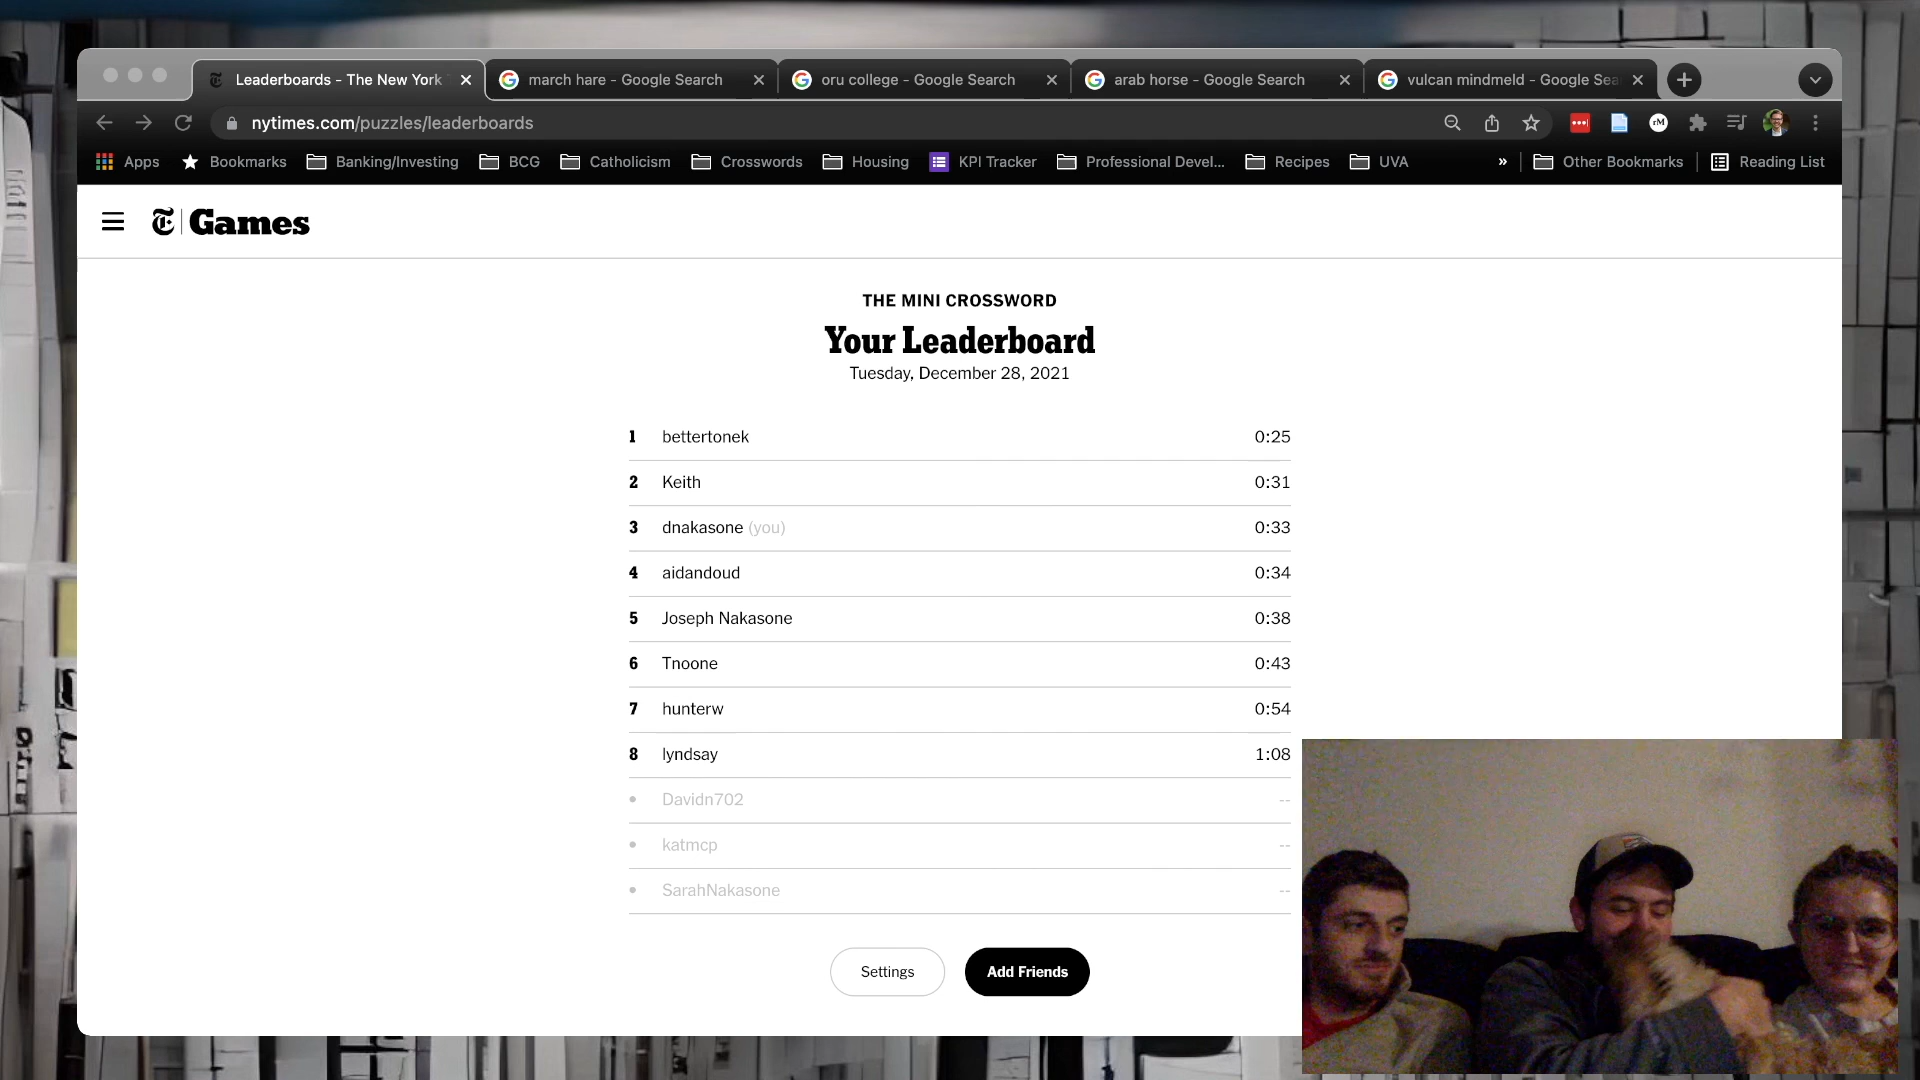 Leaderboards - The New York
march hare - Google Search
oru college - Google Search
arab horse - Google Search
vulcan mindmeld - Google Sea
nytimes.com/puzzles/leaderboards
rM
Apps
Bookmarks
Banking/Investing
BCG
Catholicism
Crosswords
Housing
KPI Tracker
Professional Devel...
Recipes
UVA
»
Other Bookmarks
Reading List
T Games
THE MINI CROSSWORD
Your Leaderboard
Tuesday, December 28, 2021
1 bettertonek 0:25
2 Keith 0:31
3 dnakasone (you) 0:33
4 aidandoud 0:34
5 Joseph Nakasone 0:38
6 Tnoone 0:43
7 hunterw 0:54
8 lyndsay 1:08
• Davidn702 --
• katmcp --
• SarahNakasone --
Settings
Add Friends